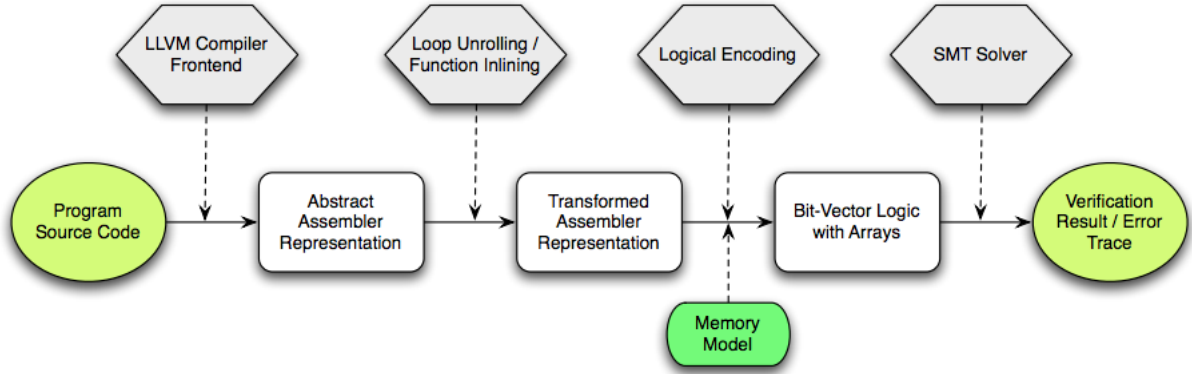 LLVM Compiler
Frontend
Loop Unrolling /
Function Inlining
Logical Encoding
SMT Solver
Program
Source Code
Abstract
Assembler
Representation
Transformed
Assembler
Representation
Bit-Vector Logic
with Arrays
Verification
Result / Error
Trace
Memory
Model